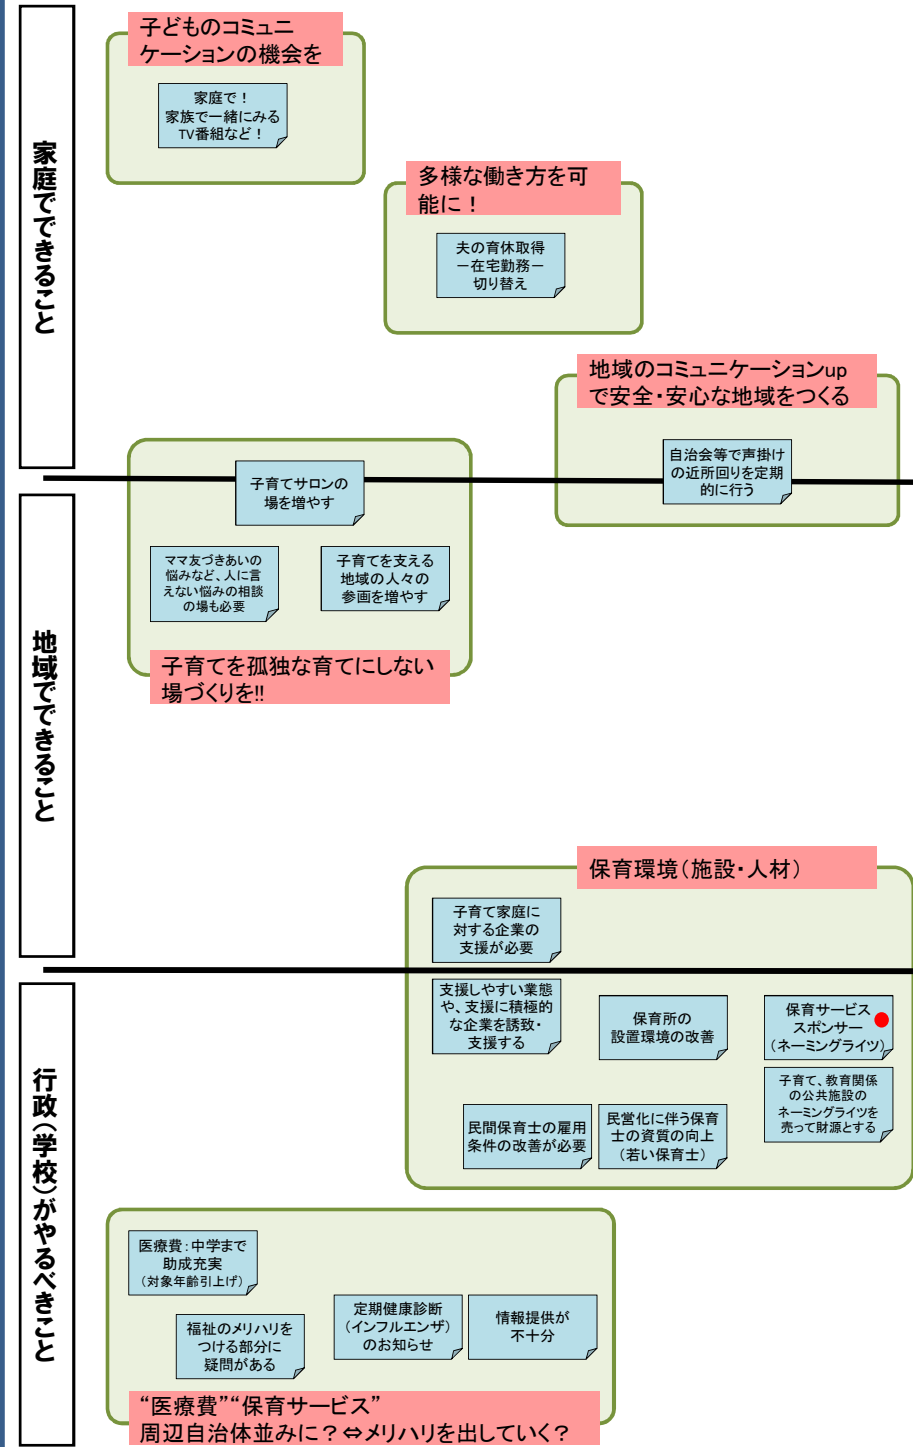 家庭でできること
子どものコミュニ
ケーションの機会を
家庭で！
家族で一緒にみる
TV番組など！
多様な働き方を可
能に！
夫の育休取得
－在宅勤務－
切り替え
地域のコミュニケーションup
で安全・安心な地域をつくる
自治会等で声掛け
の近所回りを定期
的に行う
地域でできること
子育てサロンの
場を増やす
ママ友づきあいの
悩みなど、人に言
えない悩みの相談
の場も必要
子育てを支える
地域の人々の
参画を増やす
子育てを孤独な育てにしない
場づくりを!!
保育環境（施設・人材）
子育て家庭に
対する企業の
支援が必要
行政（学校）がやるべきこと
支援しやすい業態
や、支援に積極的
な企業を誘致・
支援する
保育所の
設置環境の改善
保育サービス
スポンサー
（ネーミングライツ）
子育て、教育関係
の公共施設の
ネーミングライツを
売って財源とする
民間保育士の雇用
条件の改善が必要
民営化に伴う保育
士の資質の向上
（若い保育士）
医療費：中学まで
助成充実
（対象年齢引上げ）
福祉のメリハリを
つける部分に
疑問がある
定期健康診断
（インフルエンザ）
のお知らせ
情報提供が
不十分
“医療費”“保育サービス”
周辺自治体並みに？⇔メリハリを出していく？